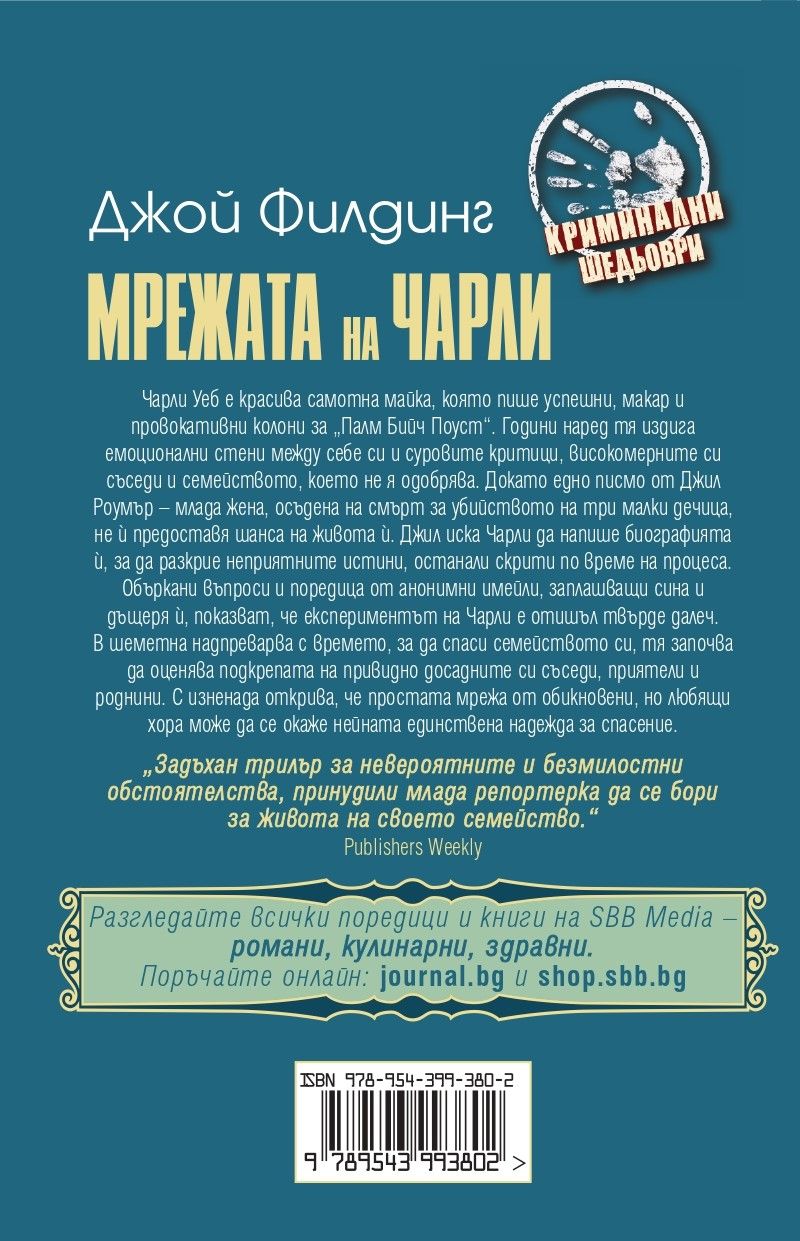 КРИМИНАЛНИ
ШЕДЬОВРИ
Джой Филдинг
МРЕЖАТА НА ЧАРЛИ
Чарли Уеб е красива самотна майка, която пише успешни, макар и
провокативни колони за „Палм Бийч Поуст“. Години наред тя издига
емоционални стени между себе си и суровите критици, високомерните си
съседи и семейството, което не я одобрява. Докато едно писмо от Джил
Роумър – млада жена, осъдена на смърт за убийството на три малки дечица,
не ѝ предоставя шанса на живота ѝ. Джил иска Чарли да напише биографията
ѝ, за да разкрие неприятните истини, останали скрити по време на процеса.
Объркани въпроси и поредица от анонимни имейли, заплашващи сина и
дъщеря ѝ, показват, че експериментът на Чарли е отишъл твърде далеч.
В шеметна надпреварва с времето, за да спаси семейството си, тя започва
да оценява подкрепата на привидно досадните си съседи, приятели и
роднини. С изненада открива, че простата мрежа от обикновени, но любящи
хора може да се окаже нейната единствена надежда за спасение.
„Задъхан трилър за невероятните и безмилостни
обстоятелства, принудили млада репортерка да се бори
за живота на своето семейство.“
Publishers Weekly
Разгледайте всички поредици и книги на SBB Media –
романи, кулинарни, здравни.
Поръчайте онлайн: journal.bg и shop.sbb.bg
ISBN 978-954-399-380-2
9 789543 993802 >